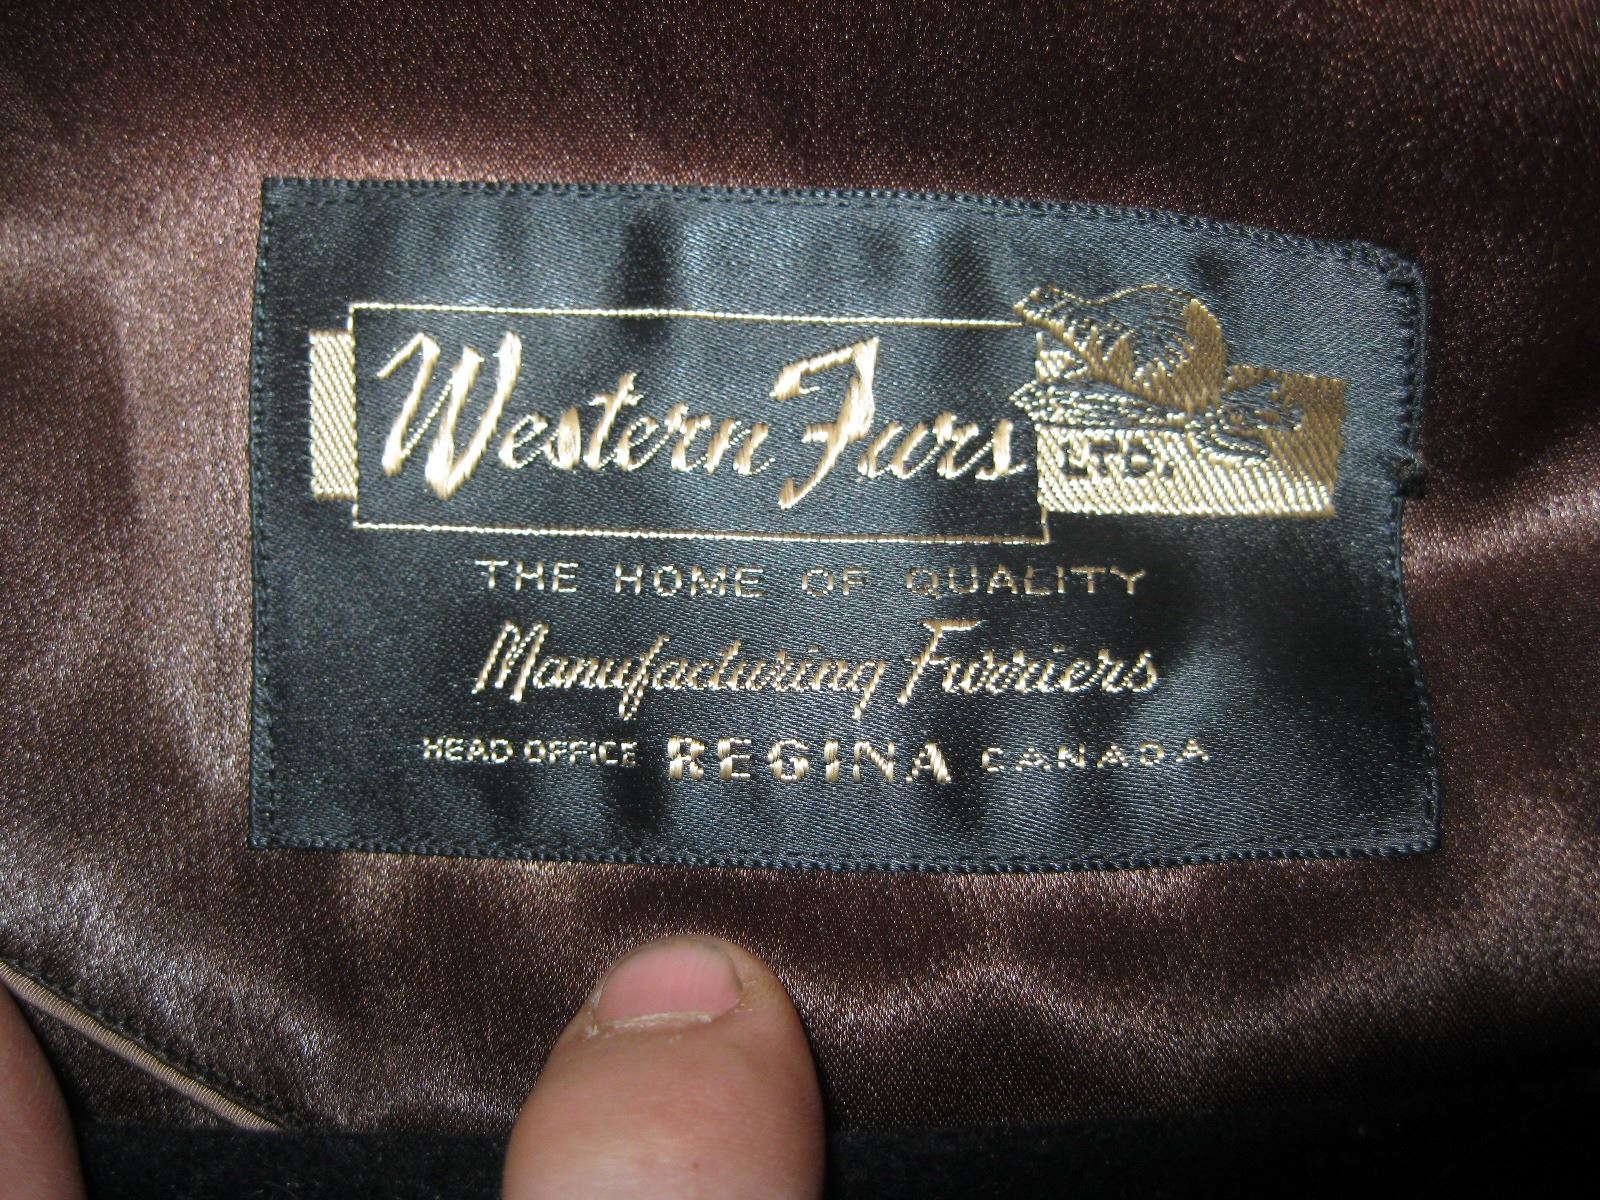 Western Furs LTD.
THE HOME OF QUALITY
Manufacturing Furriers
HEAD OFFICE REGINA CANADA